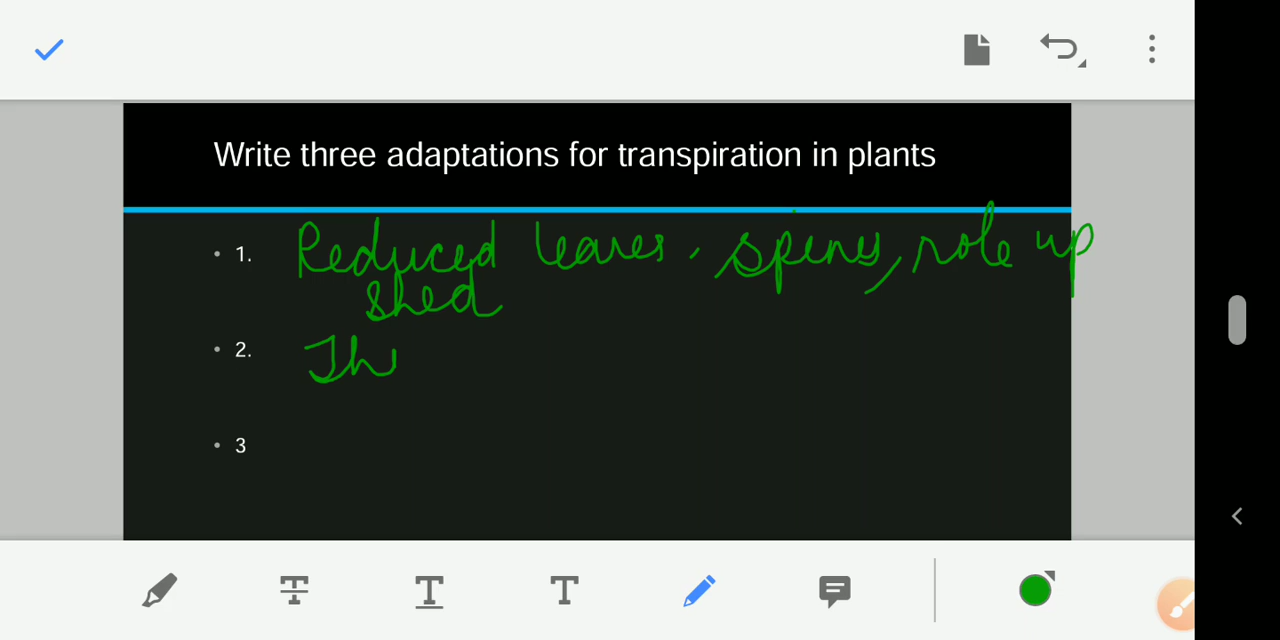 Write three adaptations for transpiration in plants
• 1. Reduced leaves, spiny, role up
shed
• 2. Th
• 3